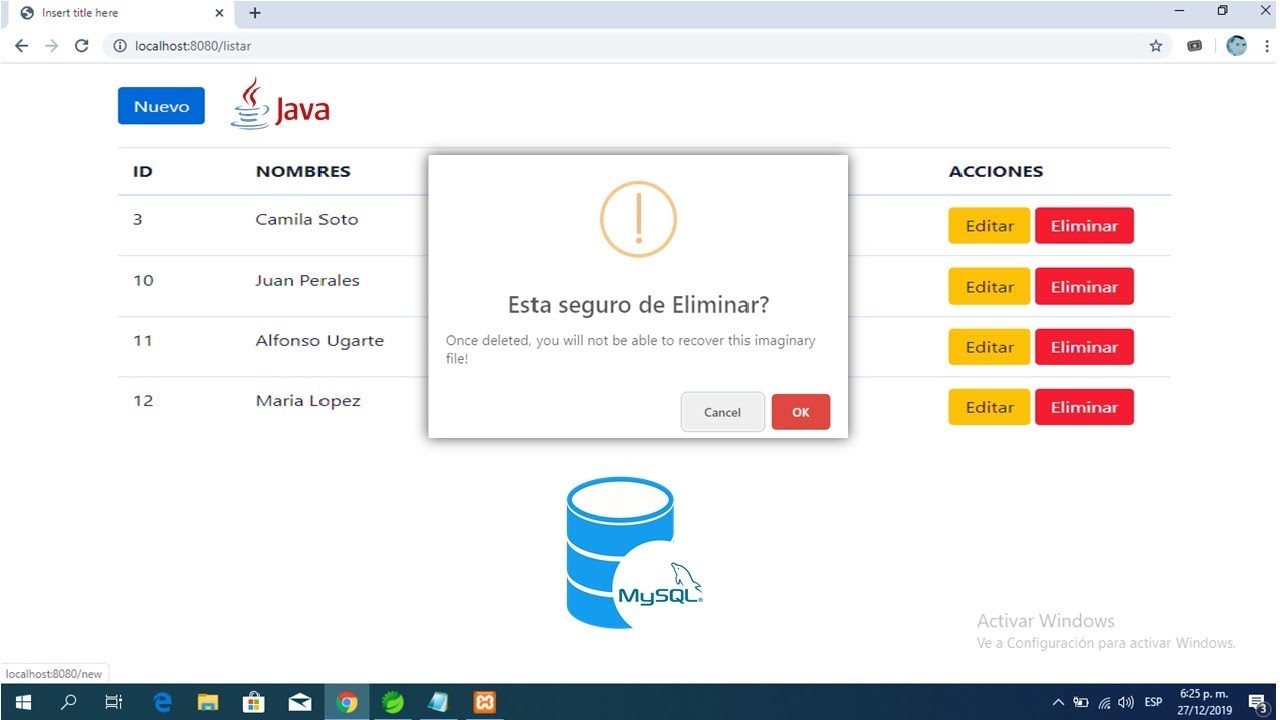 Insert title here
localhost:8080/listar
Nuevo
Java
ID NOMBRES ACCIONES
3 Camila Soto Editar Eliminar
10 Juan Perales Editar Eliminar
11 Alfonso Ugarte Editar Eliminar
12 Maria Lopez Editar Eliminar
Esta seguro de Eliminar?
Once deleted, you will not be able to recover this imaginary
file!
Cancel OK
MySQL®
Activar Windows
Ve a Configuración para activar Windows.
localhost:8080/new
ESP
6:25 p. m.
27/12/2019
3